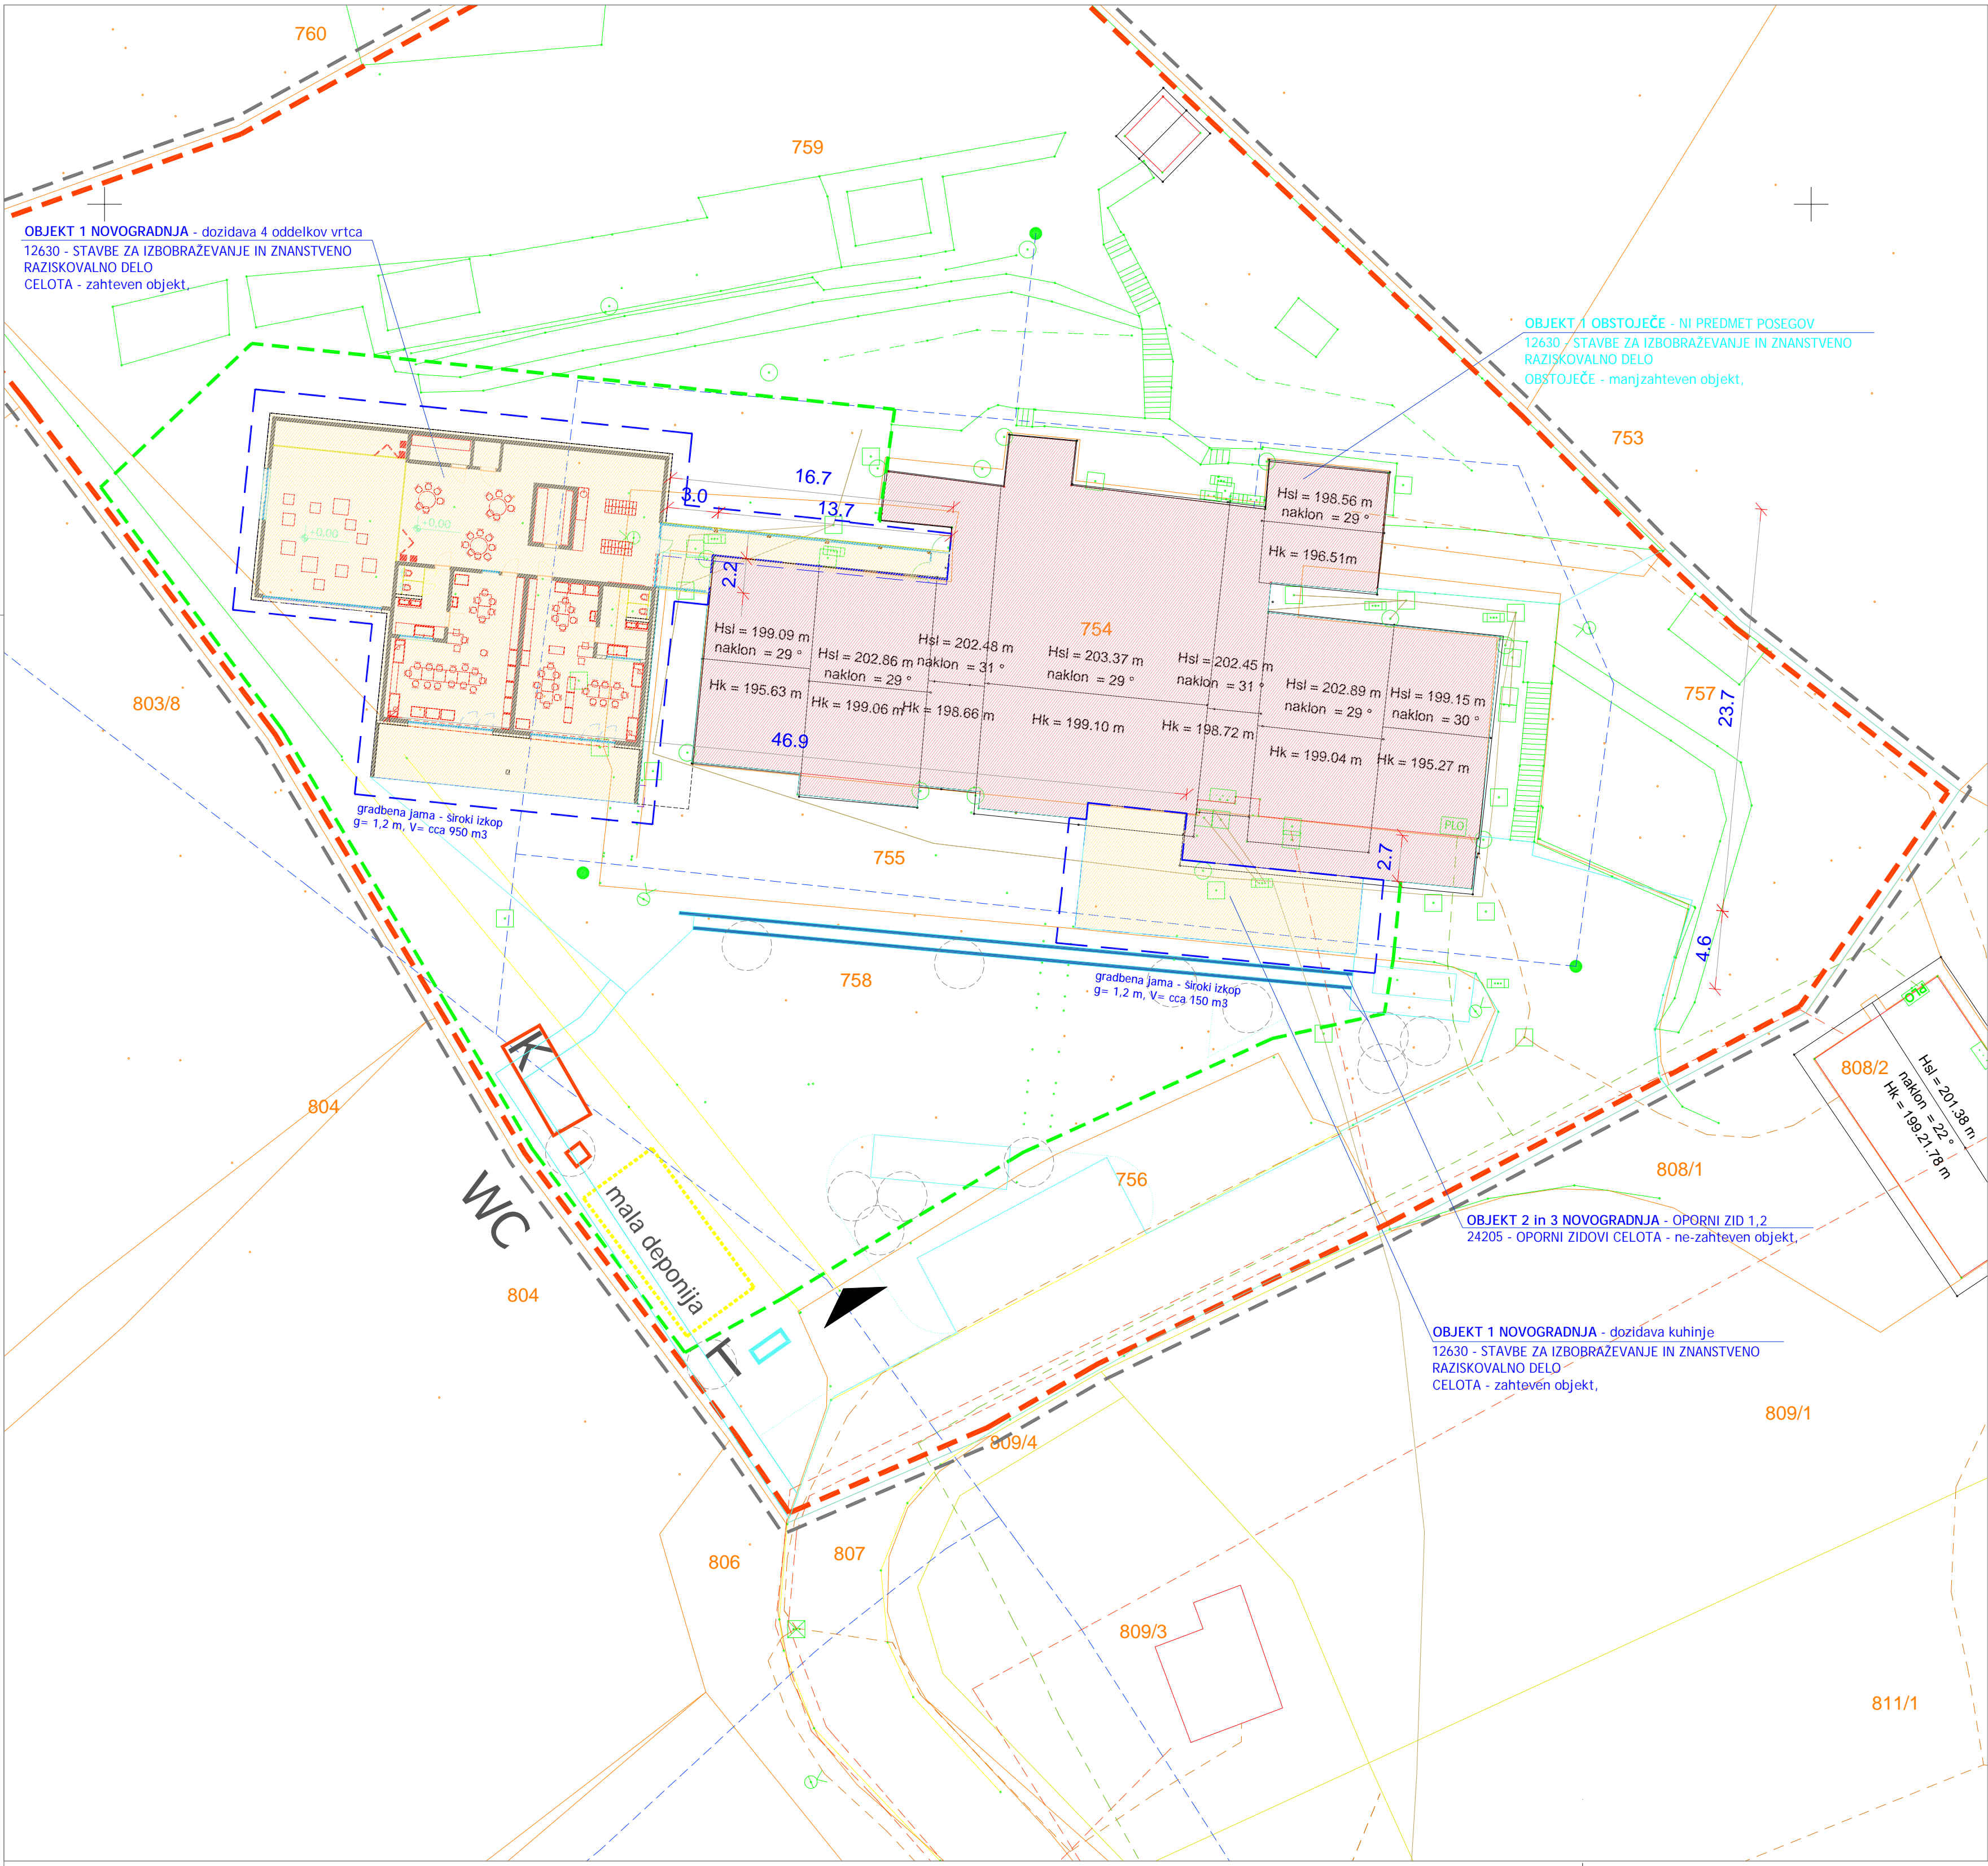 760
759
OBJEKT 1 NOVOGRADNJA - dozidava 4 oddelkov vrtca
12630 - STAVBE ZA IZBOBRAŽEVANJE IN ZNANSTVENO
RAZISKOVALNO DELO
CELOTA - zahteven objekt,
OBJEKT 1 OBSTOJEČE - NI PREDMET POSEGOV
12630 - STAVBE ZA IZBOBRAŽEVANJE IN ZNANSTVENO
RAZISKOVALNO DELO
OBSTOJEČE - manjzahteven objekt,
753
16.7
3.0
13.7
2.2
+0,00
+0,00
Hsl = 198.56 m
naklon = 29 °
Hk = 196.51m
754
Hsl = 199.09 m
naklon = 29 °
Hk = 195.63 m
Hsl = 202.86 m
naklon = 29 °
Hk = 199.06 m
Hsl = 202.48 m
naklon = 31 °
Hk = 198.66 m
Hsl = 203.37 m
naklon = 29 °
Hk = 199.10 m
Hsl = 202.45 m
naklon = 31 °
Hk = 198.72 m
Hsl = 202.89 m
naklon = 29 °
Hk = 199.04 m
Hsl = 199.15 m
naklon = 30 °
Hk = 195.27 m
803/8
757
23.7
46.9
gradbena jama - široki izkop
g= 1,2 m, V= cca 950 m3
PLO
2.7
755
4.6
758
gradbena jama - široki izkop
g= 1,2 m, V= cca 150 m3
PLO
K
804
808/2
Hsl = 201.38 m
naklon = 22 °
Hk = 199.21.78 m
808/1
756
WC
mala deponija
OBJEKT 2 in 3 NOVOGRADNJA - OPORNI ZID 1,2
24205 - OPORNI ZIDOVI CELOTA - ne-zahteven objekt,
804
T
OBJEKT 1 NOVOGRADNJA - dozidava kuhinje
12630 - STAVBE ZA IZBOBRAŽEVANJE IN ZNANSTVENO
RAZISKOVALNO DELO
CELOTA - zahteven objekt,
809/1
809/4
806
807
809/3
811/1